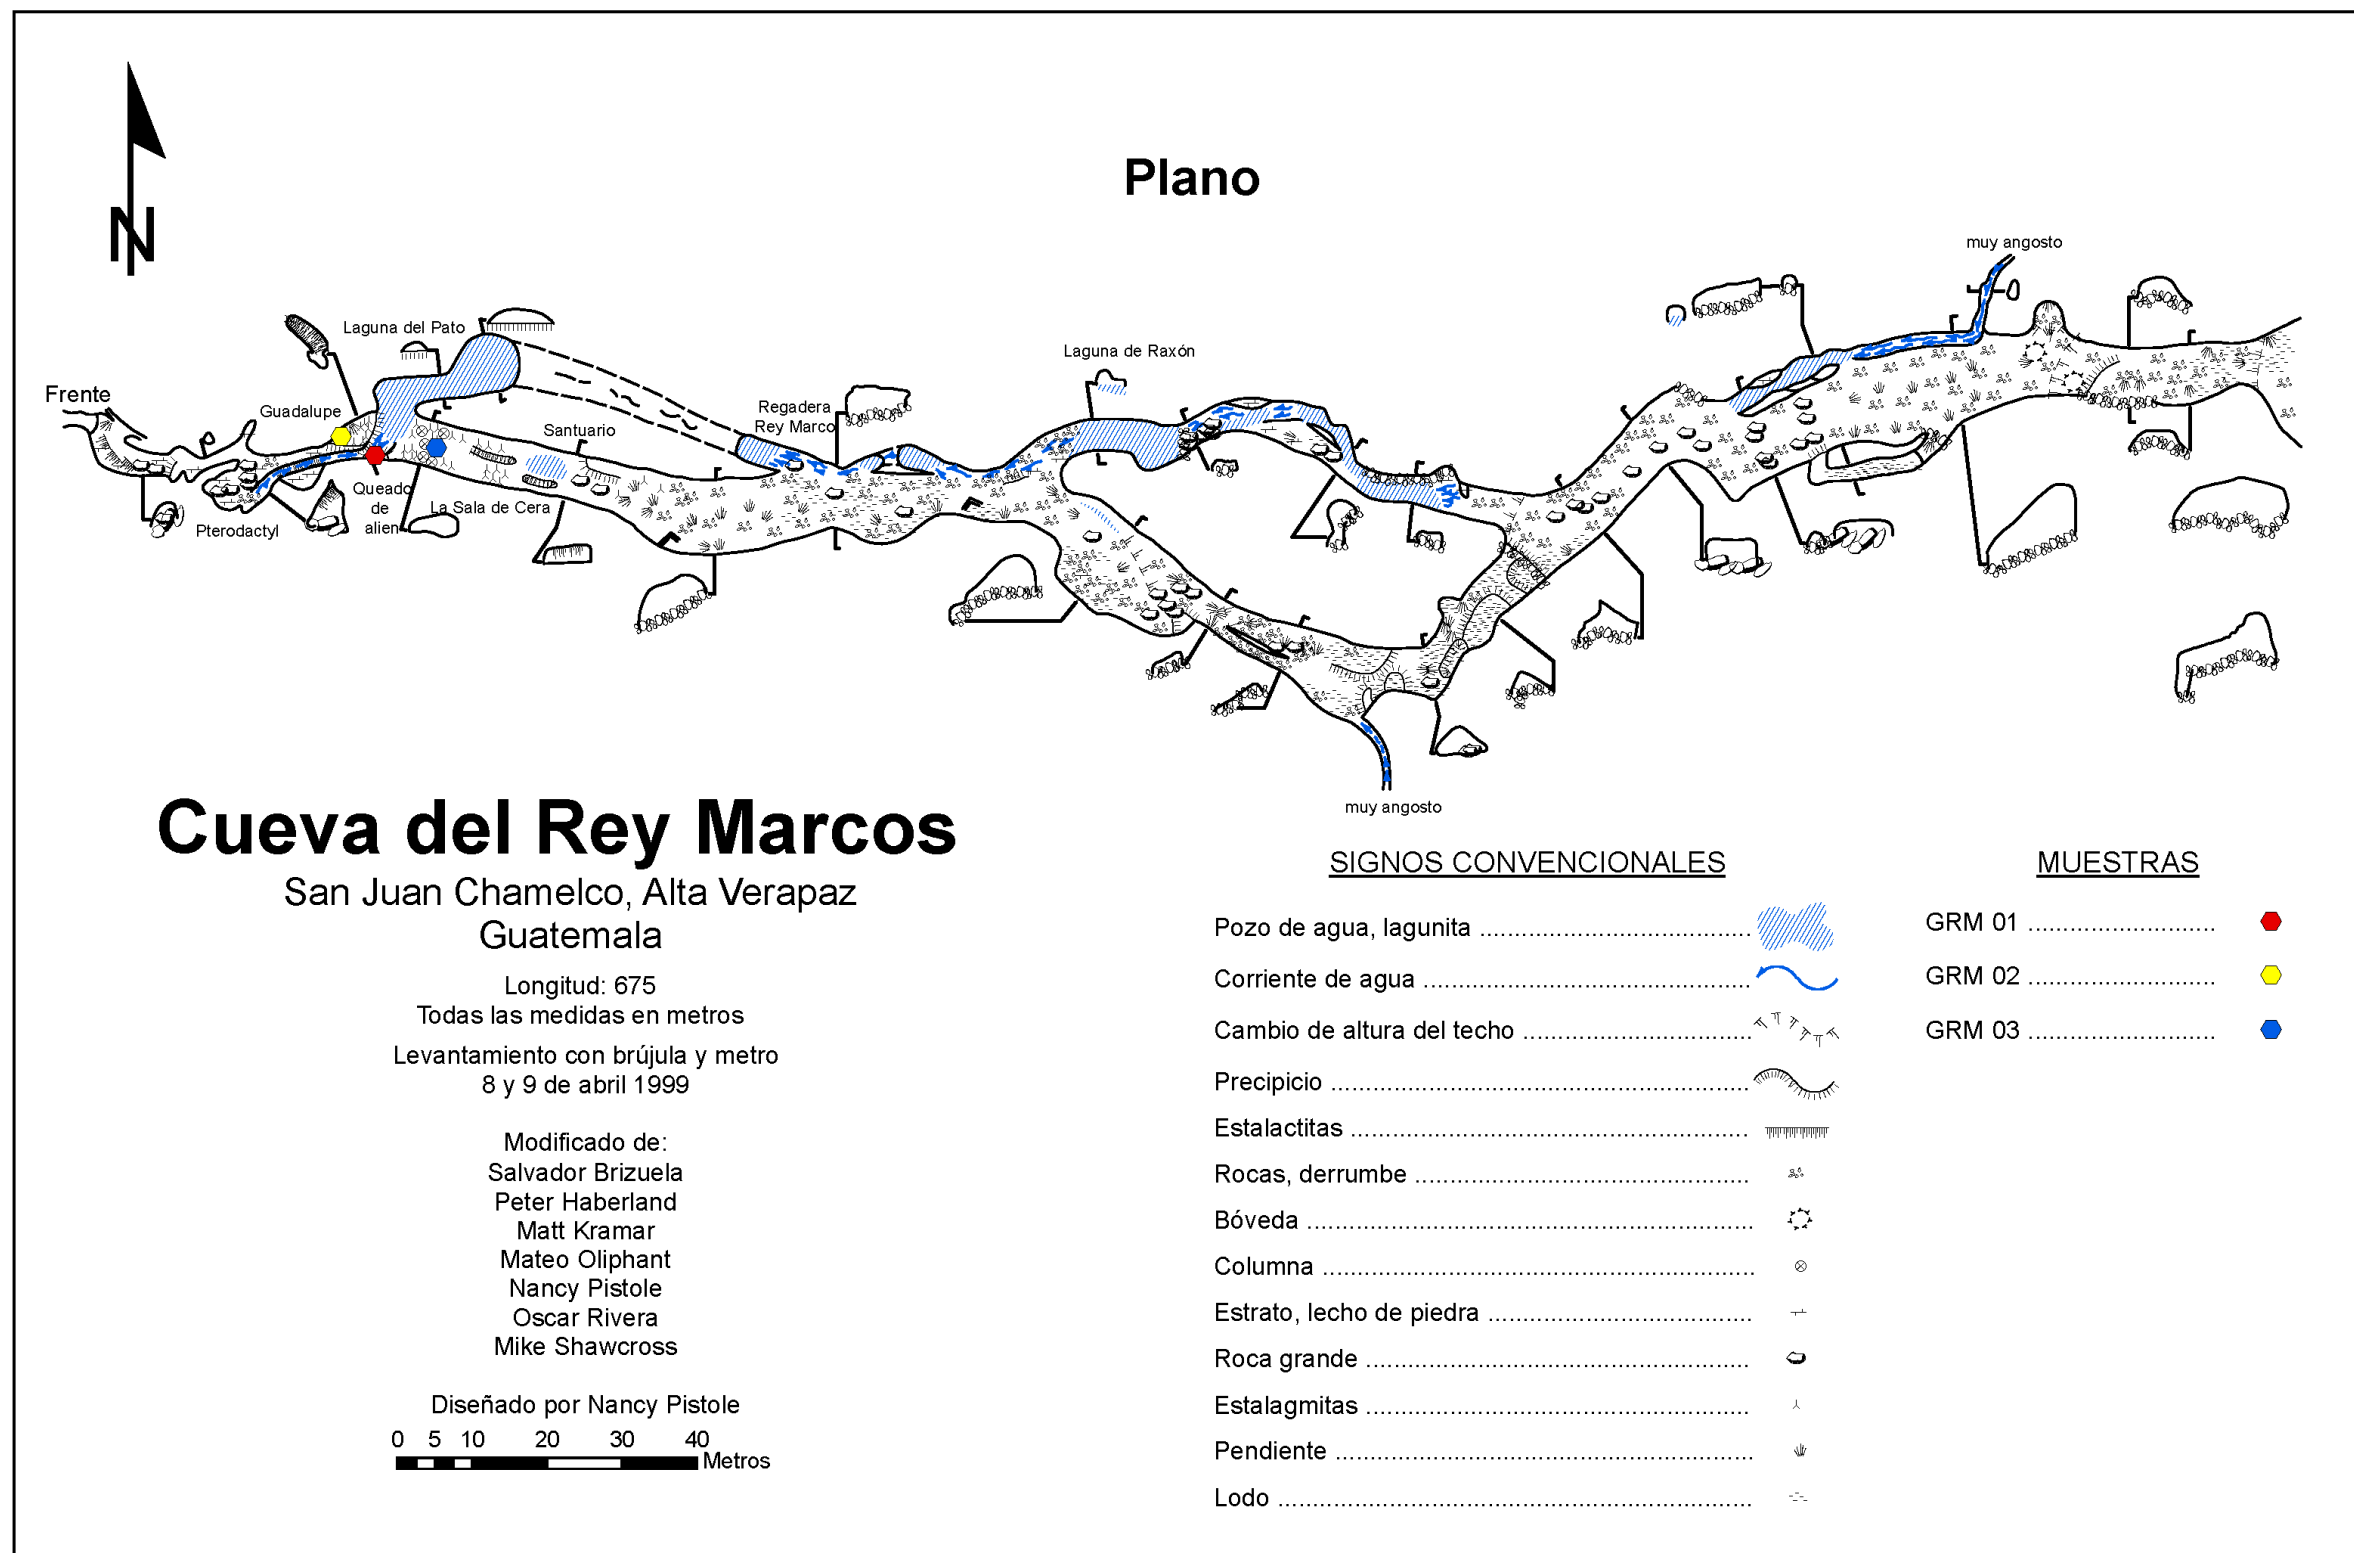 Plano
N
muy angosto
Laguna del Pato
Laguna de Raxón
Frente
Guadalupe
Regadera
Rey Marco
Santuario
Queado
de
alien
La Sala de Cera
Pterodactyl
muy angosto
Cueva del Rey Marcos
San Juan Chamelco, Alta Verapaz
Guatemala
Longitud: 675
Todas las medidas en metros
Levantamiento con brújula y metro
8 y 9 de abril 1999
Modificado de:
Salvador Brizuela
Peter Haberland
Matt Kramar
Mateo Oliphant
Nancy Pistole
Oscar Rivera
Mike Shawcross
Diseñado por Nancy Pistole
0 5 10 20 30 40
Metros
SIGNOS CONVENCIONALES
Pozo de agua, lagunita
Corriente de agua
Cambio de altura del techo
Precipicio
Estalactitas
Rocas, derrumbe
Bóveda
Columna
Estrato, lecho de piedra
Roca grande
Estalagmitas
Pendiente
Lodo
MUESTRAS
GRM 01
GRM 02
GRM 03